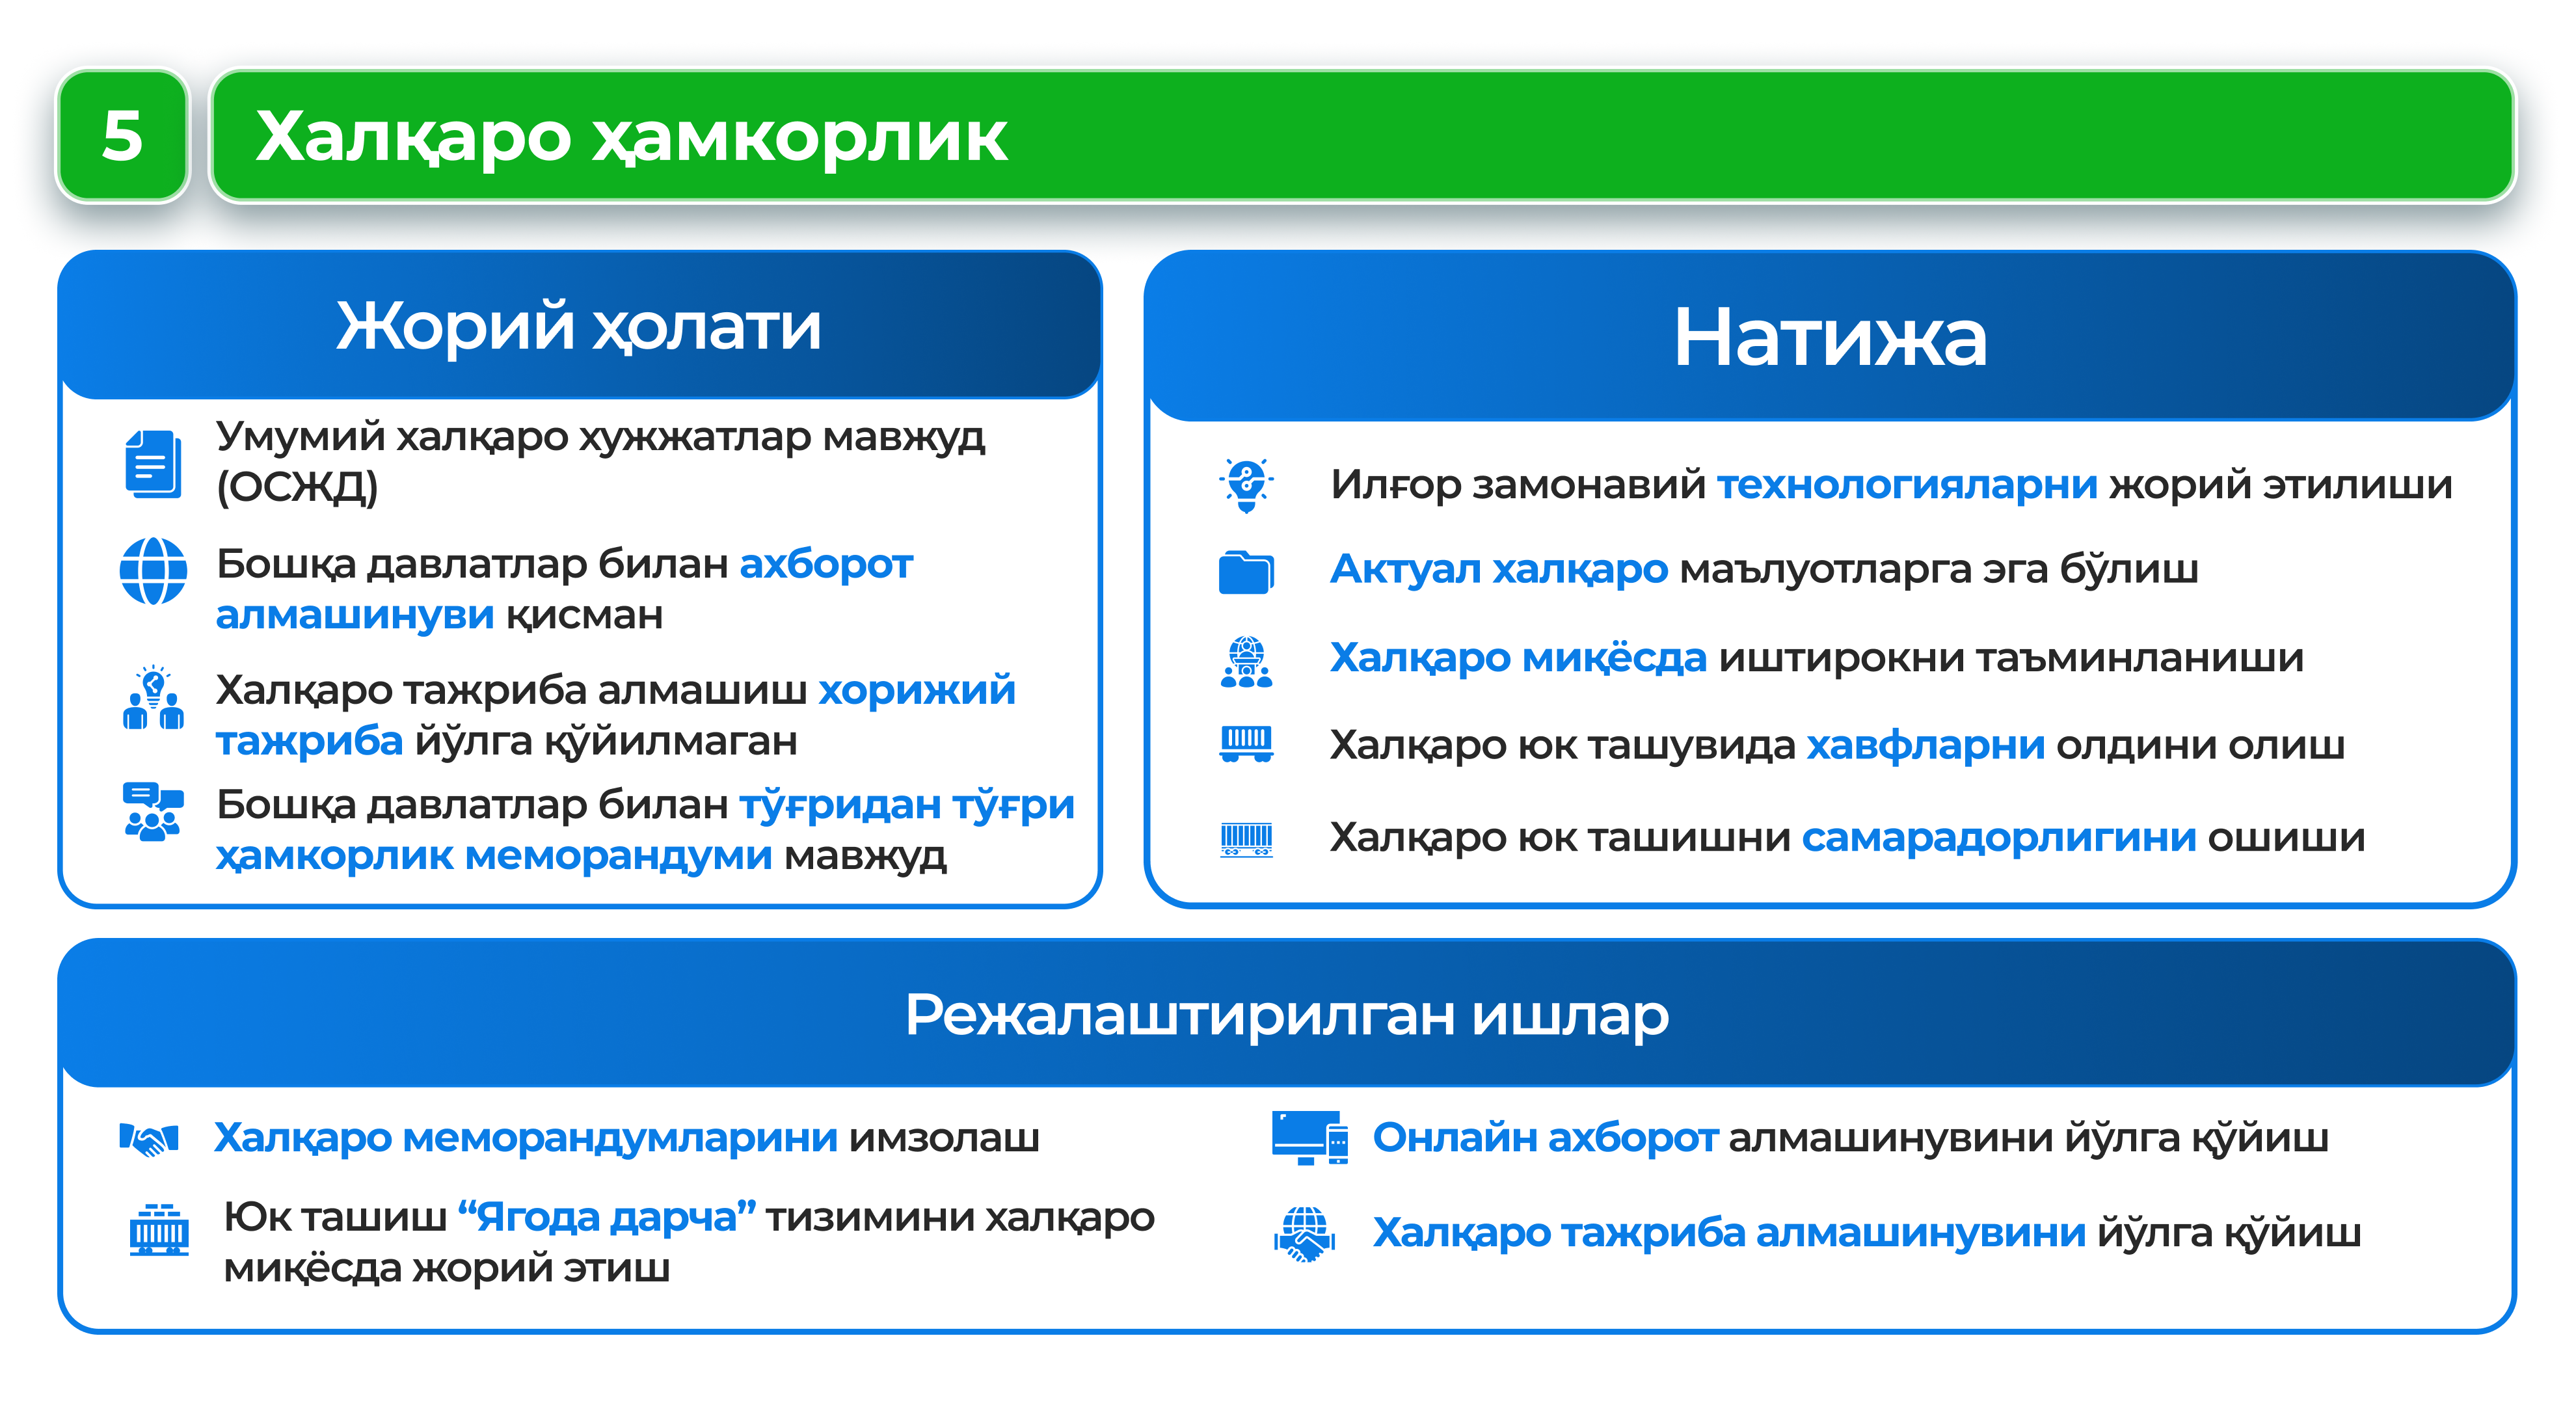 5
Халқаро ҳамкорлик
Жорий ҳолати
Умумий халқаро хужжатлар мавжуд
(ОСЖД)
Бошқа давлатлар билан ахборот
алмашинуви қисман
Халқаро тажриба алмашиш хорижий
тажриба йўлга қўйилмаган
Бошқа давлатлар билан тўғридан тўғри
ҳамкорлик меморандуми мавжуд
Натижа
Илғор замонавий технологияларни жорий этилиши
Актуал халқаро маълуотларга эга бўлиш
Халқаро миқёсда иштирокни таъминланиши
Халқаро юк ташувида хавфларни олдини олиш
Халқаро юк ташишни самарадорлигини ошиши
Режалаштирилган ишлар
Халқаро меморандумларини имзолаш
Юк ташиш “Ягода дарча” тизимини халқаро
миқёсда жорий этиш
Онлайн ахборот алмашинувини йўлга қўйиш
Халқаро тажриба алмашинувини йўлга қўйиш